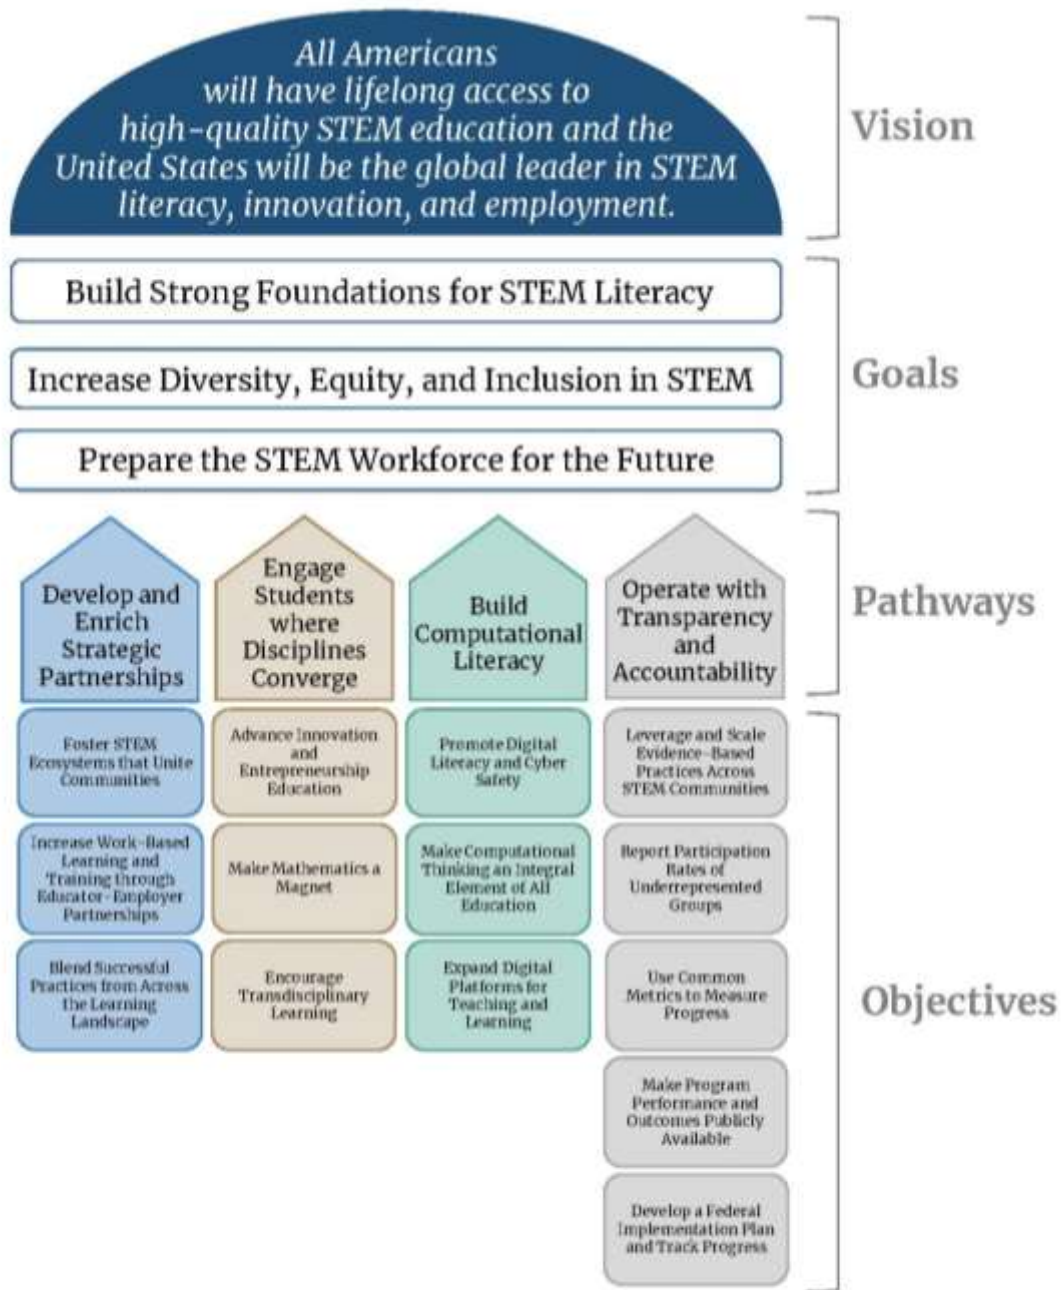 All Americans
will have lifelong access to
high-quality STEM education and the
United States will be the global leader in STEM
literacy, innovation, and employment.
Vision
Build Strong Foundations for STEM Literacy
Increase Diversity, Equity, and Inclusion in STEM
Prepare the STEM Workforce for the Future
Goals
Develop and
Enrich
Strategic
Partnerships
Engage
Students
where
Disciplines
Converge
Build
Computational
Literacy
Operate with
Transparency
and
Accountability
Pathways
Foster STEM
Ecosystems that Unite
Communities
Increase Work-Based
Learning and
Training through
Educator-Employer
Partnerships
Blend Successful
Practices from Across
the Learning
Landscape
Advance Innovation
and
Entrepreneurship
Education
Make Mathematics a
Magnet
Encourage
Transdisciplinary
Learning
Promote Digital
Literacy and Cyber
Safety
Make Computational
Thinking an Integral
Element of All
Education
Expand Digital
Platforms for
Teaching and
Learning
Leverage and Scale
Evidence-Based
Practices Across
STEM Communities
Report Participation
Rates of
Underrepresented
Groups
Use Common
Metrics to Measure
Progress
Make Program
Performance and
Outcomes Publicly
Available
Develop a Federal
Implementation Plan
and Track Progress
Objectives